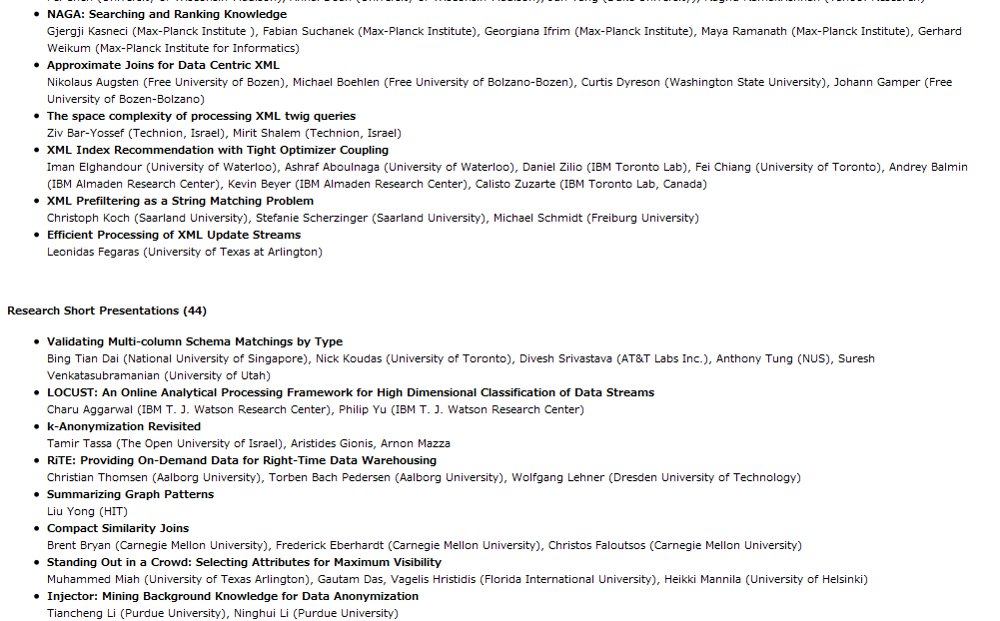 NAGA: Searching and Ranking Knowledge
Gjergji Kasneci (Max-Planck Institute ), Fabian Suchanek (Max-Planck Institute), Georgiana Ifrim (Max-Planck Institute), Maya Ramanath (Max-Planck Institute), Gerhard
Weikum (Max-Planck Institute for Informatics)
Approximate Joins for Data Centric XML
Nikolaus Augsten (Free University of Bozen), Michael Boehlen (Free University of Bolzano-Bozen), Curtis Dyreson (Washington State University), Johann Gamper (Free
University of Bozen-Bolzano)
The space complexity of processing XML twig queries
Ziv Bar-Yossef (Technion, Israel), Mirit Shalem (Technion, Israel)
XML Index Recommendation with Tight Optimizer Coupling
Iman Elghandour (University of Waterloo), Ashraf Aboulnaga (University of Waterloo), Daniel Zilio (IBM Toronto Lab), Fei Chiang (University of Toronto), Andrey Balmin
(IBM Almaden Research Center), Kevin Beyer (IBM Almaden Research Center), Calisto Zuzarte (IBM Toronto Lab, Canada)
XML Prefiltering as a String Matching Problem
Christoph Koch (Saarland University), Stefanie Scherzinger (Saarland University), Michael Schmidt (Freiburg University)
Efficient Processing of XML Update Streams
Leonidas Fegaras (University of Texas at Arlington)
Research Short Presentations (44)
Validating Multi-column Schema Matchings by Type
Bing Tian Dai (National University of Singapore), Nick Koudas (University of Toronto), Divesh Srivastava (AT&T Labs Inc.), Anthony Tung (NUS), Suresh
Venkatasubramanian (University of Utah)
LOCUST: An Online Analytical Processing Framework for High Dimensional Classification of Data Streams
Charu Aggarwal (IBM T. J. Watson Research Center), Philip Yu (IBM T. J. Watson Research Center)
k-Anonymization Revisited
Tamir Tassa (The Open University of Israel), Aristides Gionis, Arnon Mazza
RiTE: Providing On-Demand Data for Right-Time Data Warehousing
Christian Thomsen (Aalborg University), Torben Bach Pedersen (Aalborg University), Wolfgang Lehner (Dresden University of Technology)
Summarizing Graph Patterns
Liu Yong (HIT)
Compact Similarity Joins
Brent Bryan (Carnegie Mellon University), Frederick Eberhardt (Carnegie Mellon University), Christos Faloutsos (Carnegie Mellon University)
Standing Out in a Crowd: Selecting Attributes for Maximum Visibility
Muhammed Miah (University of Texas Arlington), Gautam Das, Vagelis Hristidis (Florida International University), Heikki Mannila (University of Helsinki)
Injector: Mining Background Knowledge for Data Anonymization
Tiancheng Li (Purdue University), Ninghui Li (Purdue University)